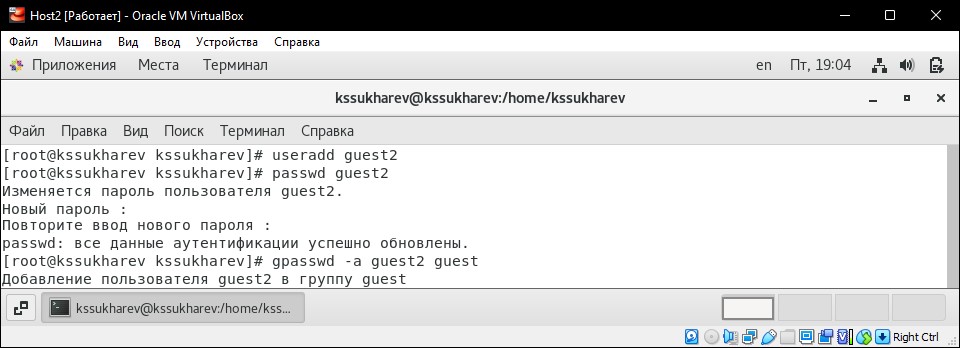 Host2 [Работает] - Oracle VM VirtualBox
Файл Машина Вид Ввод Устройства Справка
Приложения Места Терминал en Пт, 19:04
kssukharev@kssukharev:/home/kssukharev
Файл Правка Вид Поиск Терминал Справка
[root@kssukharev kssukharev]# useradd guest2
[root@kssukharev kssukharev]# passwd guest2
Изменяется пароль пользователя guest2.
Новый пароль :
Повторите ввод нового пароля :
passwd: все данные аутентификации успешно обновлены.
[root@kssukharev kssukharev]# gpasswd -a guest2 guest
Добавление пользователя guest2 в группу guest
kssukharev@kssukharev:/home/kss...
Right Ctrl